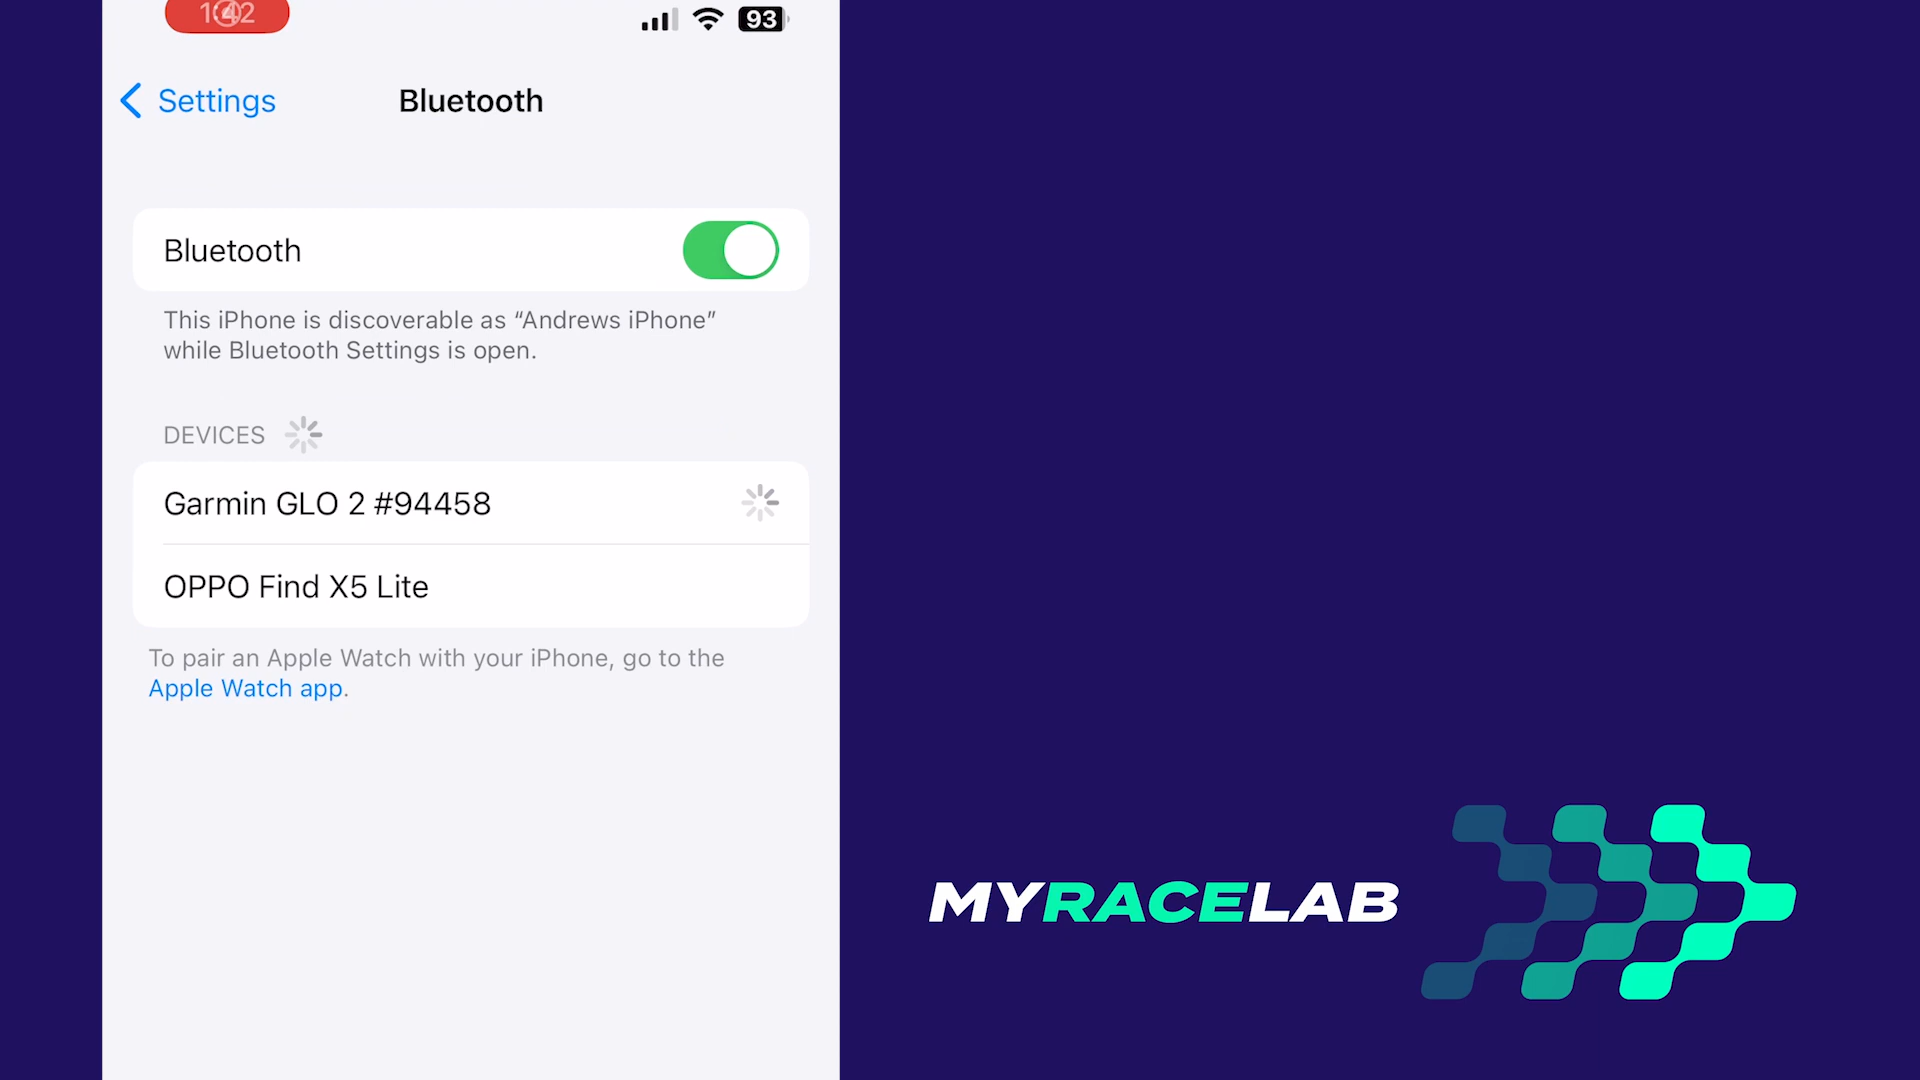 1:42
93
Settings
Bluetooth
Bluetooth
This iPhone is discoverable as “Andrews iPhone”
while Bluetooth Settings is open.
DEVICES
Garmin GLO 2 #94458
OPPO Find X5 Lite
To pair an Apple Watch with your iPhone, go to the
Apple Watch app.
MYRACELAB